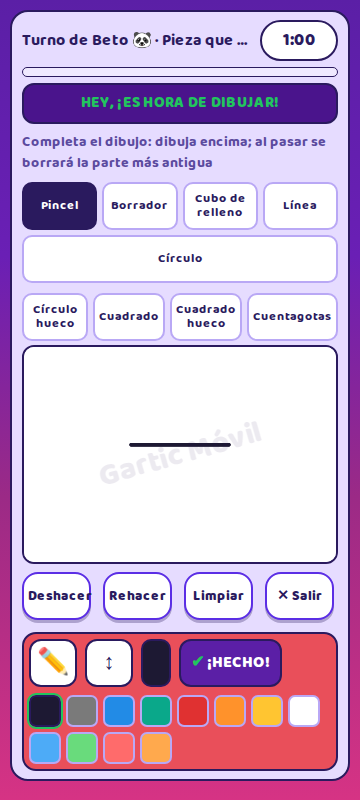 Turno de Beto 🐼 · Pieza que ...
1:00
HEY, ¡ES HORA DE DIBUJAR!
Completa el dibujo: dibuja encima; al pasar se
borrará la parte más antigua
Pincel
Borrador
Cubo de
relleno
Línea
Círculo
Círculo
hueco
Cuadrado
Cuadrado
hueco
Cuentagotas
Gartic Móvil
Deshacer
Rehacer
Limpiar
✕ Salir
✔ ¡HECHO!